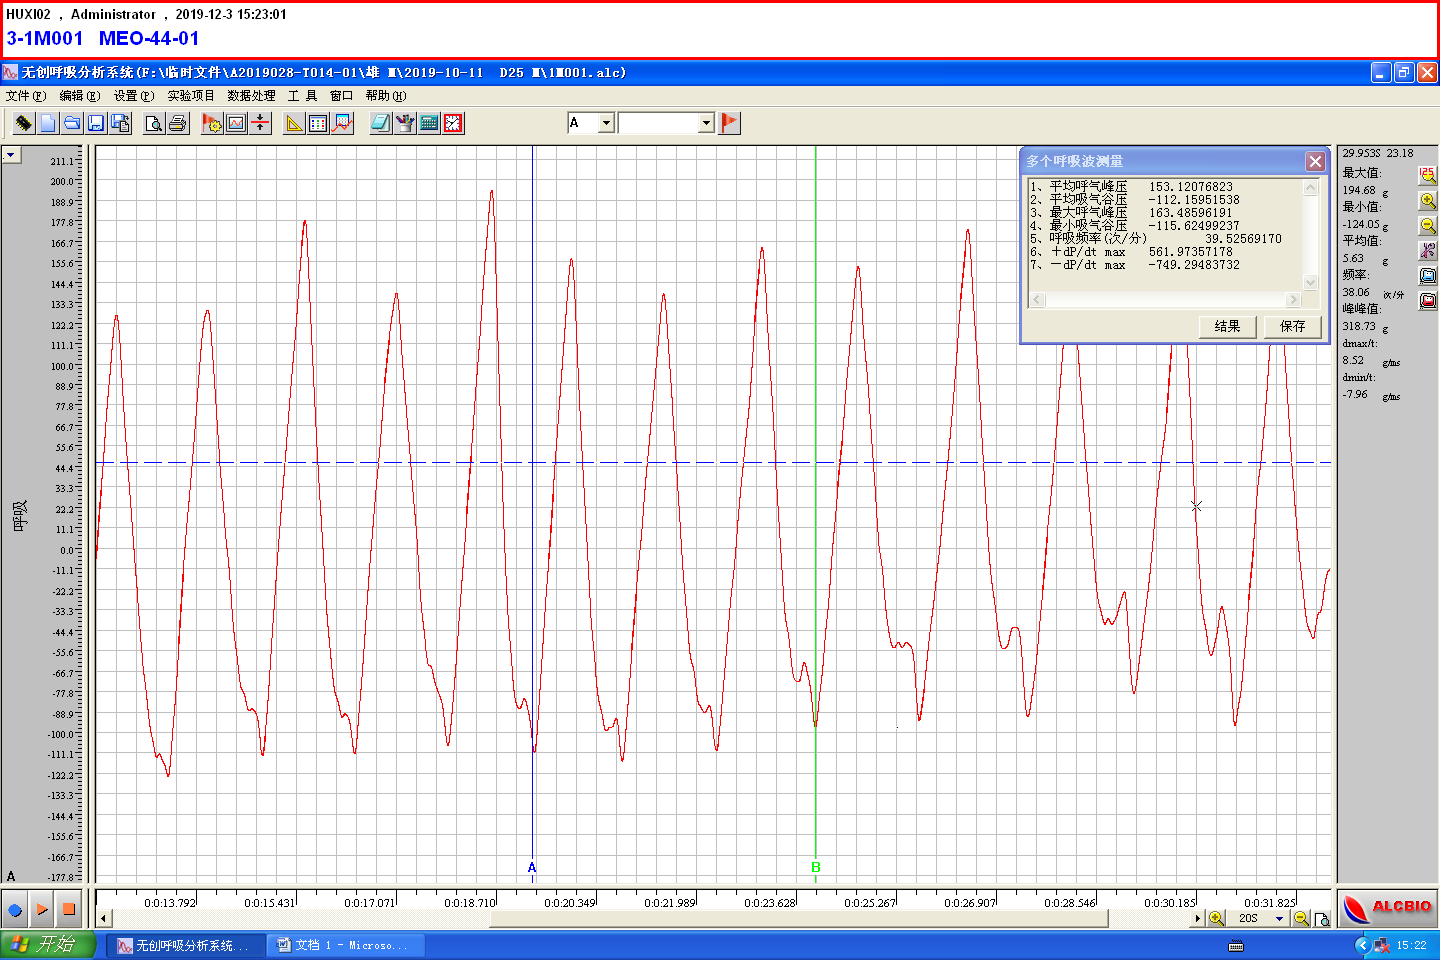 HUXI02 , Administrator , 2019-12-3 15:23:01
3-1M001 MEO-44-01
无创呼吸分析系统(F:\临时文件\A2019028-T014-01\雄 M\2019-10-11 D25 M\1M001.alc)
文件(F) 编辑(E) 设置(P) 实验项目 数据处理 工 具 窗口 帮助(H)
A
211.1
200.0
188.9
177.8
166.7
155.6
144.4
133.3
122.2
111.1
100.0
88.9
77.8
66.7
55.6
44.4
33.3
22.2
11.1
0.0
-11.1
-22.2
-33.3
-44.4
-55.6
-66.7
-77.8
-88.9
-100.0
-111.1
-122.2
-133.3
-144.4
-155.6
-166.7
-177.8
呼吸
A
A
B
多个呼吸波测量
1、平均呼气峰压 153.12076823
2、平均吸气谷压 -112.15951538
3、最大呼气峰压 163.48596191
4、最小吸气谷压 -115.62499237
5、呼吸频率(次/分) 39.52569170
6、＋dP/dt max 561.97357178
7、－dP/dt max -749.29483732
结果 保存
29.953S 23.18
最大值:
194.68 g
最小值:
-124.05 g
平均值:
5.63 g
频率:
38.06 次/分
峰峰值:
318.73 g
dmax/t:
8.52 g/ms
dmin/t:
-7.96 g/ms
125
0:0:13.792 0:0:15.431 0:0:17.071 0:0:18.710 0:0:20.349 0:0:21.989 0:0:23.628 0:0:25.267 0:0:26.907 0:0:28.546 0:0:30.185 0:0:31.825
20S
ALCBIO
开始 无创呼吸分析系统... 文档 1 - Microso... 15:22